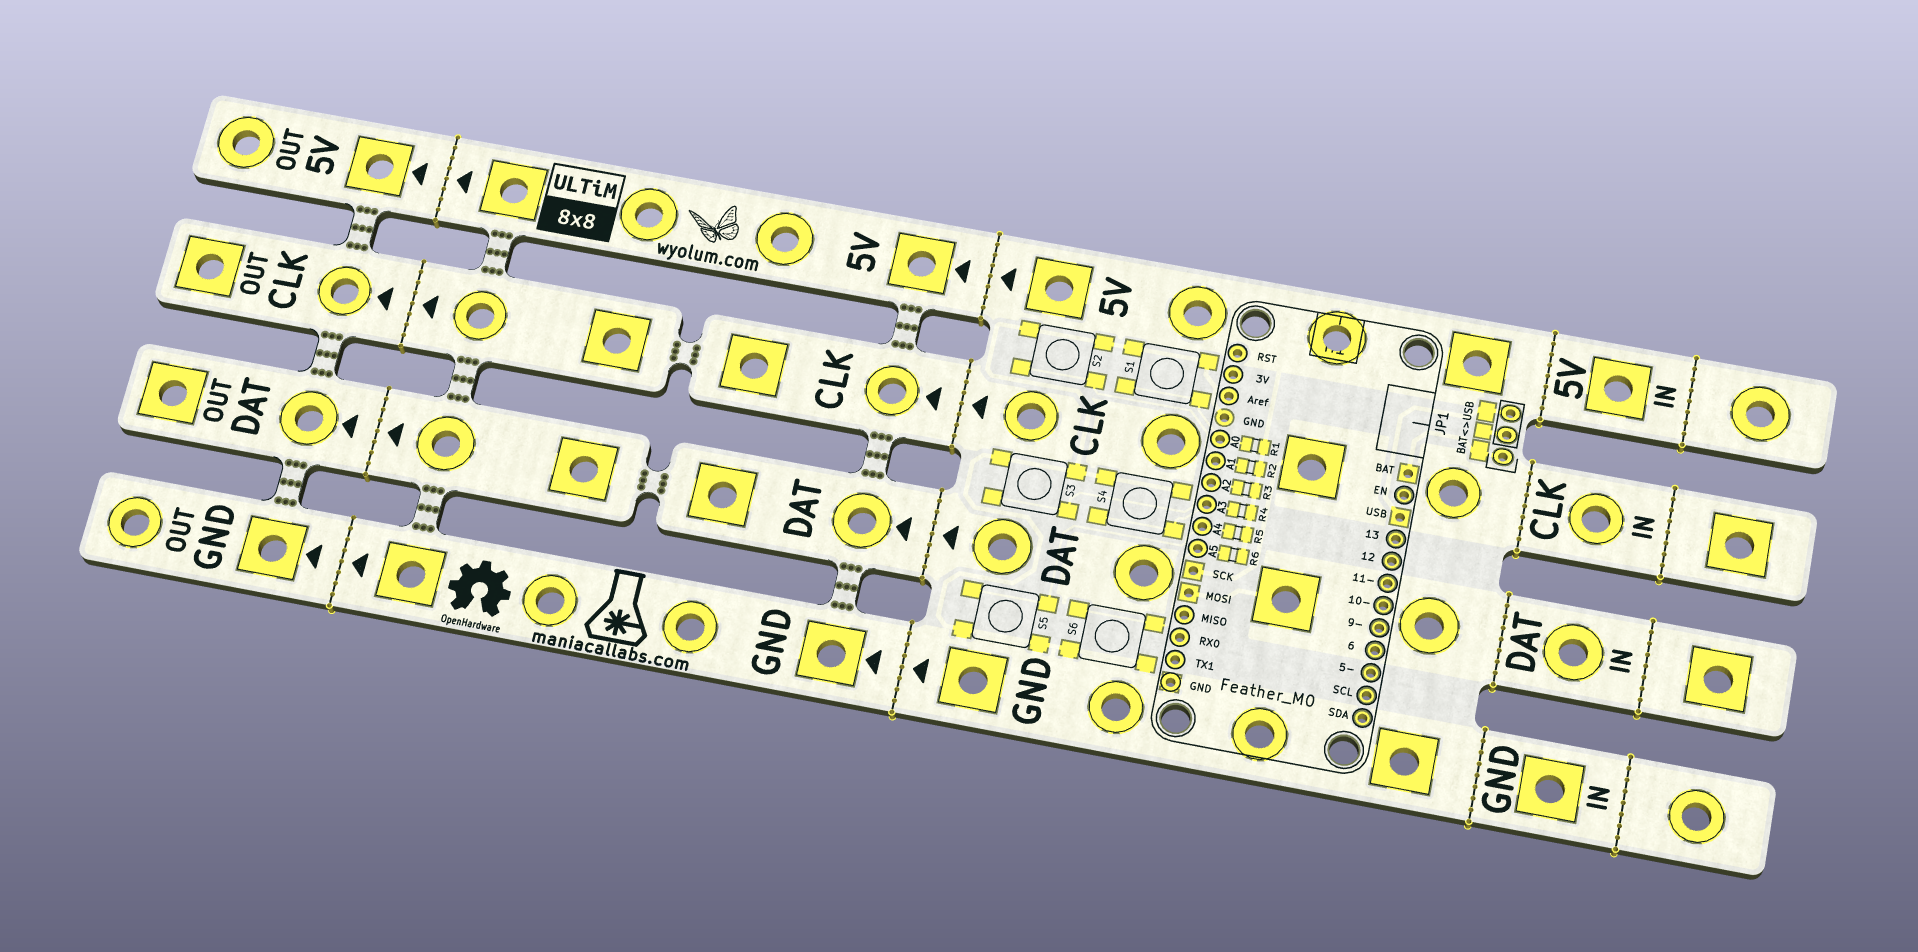 OUT
5V
ULTiM
8x8
wyolum.com
5V
5V
5V
IN
OUT
CLK
CLK
CLK
CLK
IN
OUT
DAT
DAT
DAT
DAT
IN
OUT
GND
OpenHardware
maniacallabs.com
GND
GND
GND
IN
S2
S1
S3
S4
S5
S6
RST
3V
Aref
GND
A0
A1
A2
A3
A4
A5
SCK
MOSI
MISO
RX0
TX1
GND
R1
R2
R3
R4
R5
R6
Feather_M0
JP1
BAT<>USB
BAT
EN
USB
13
12
11-
10-
9-
6
5-
SCL
SDA